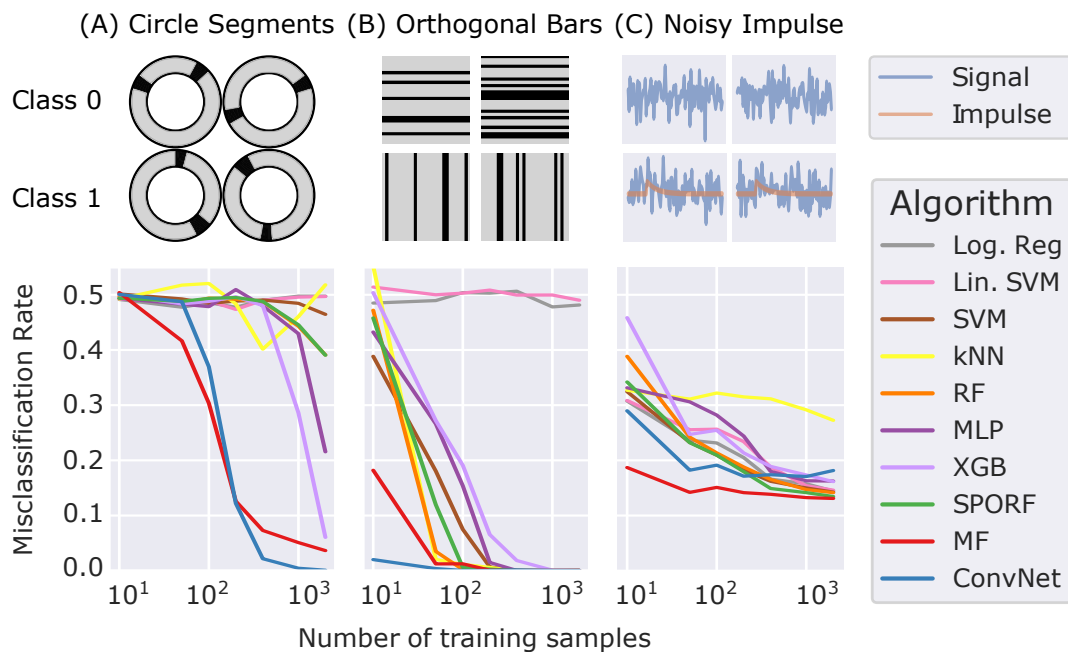 (A) Circle Segments (B) Orthogonal Bars (C) Noisy Impulse
Class 0
Signal
Impulse
Class 1
Algorithm
Log. Reg
Lin. SVM
SVM
kNN
RF
MLP
XGB
SPORF
MF
ConvNet
Misclassification Rate
0.5
0.4
0.3
0.2
0.1
0.0
10¹ 10² 10³ 10¹ 10² 10³ 10¹ 10² 10³
Number of training samples